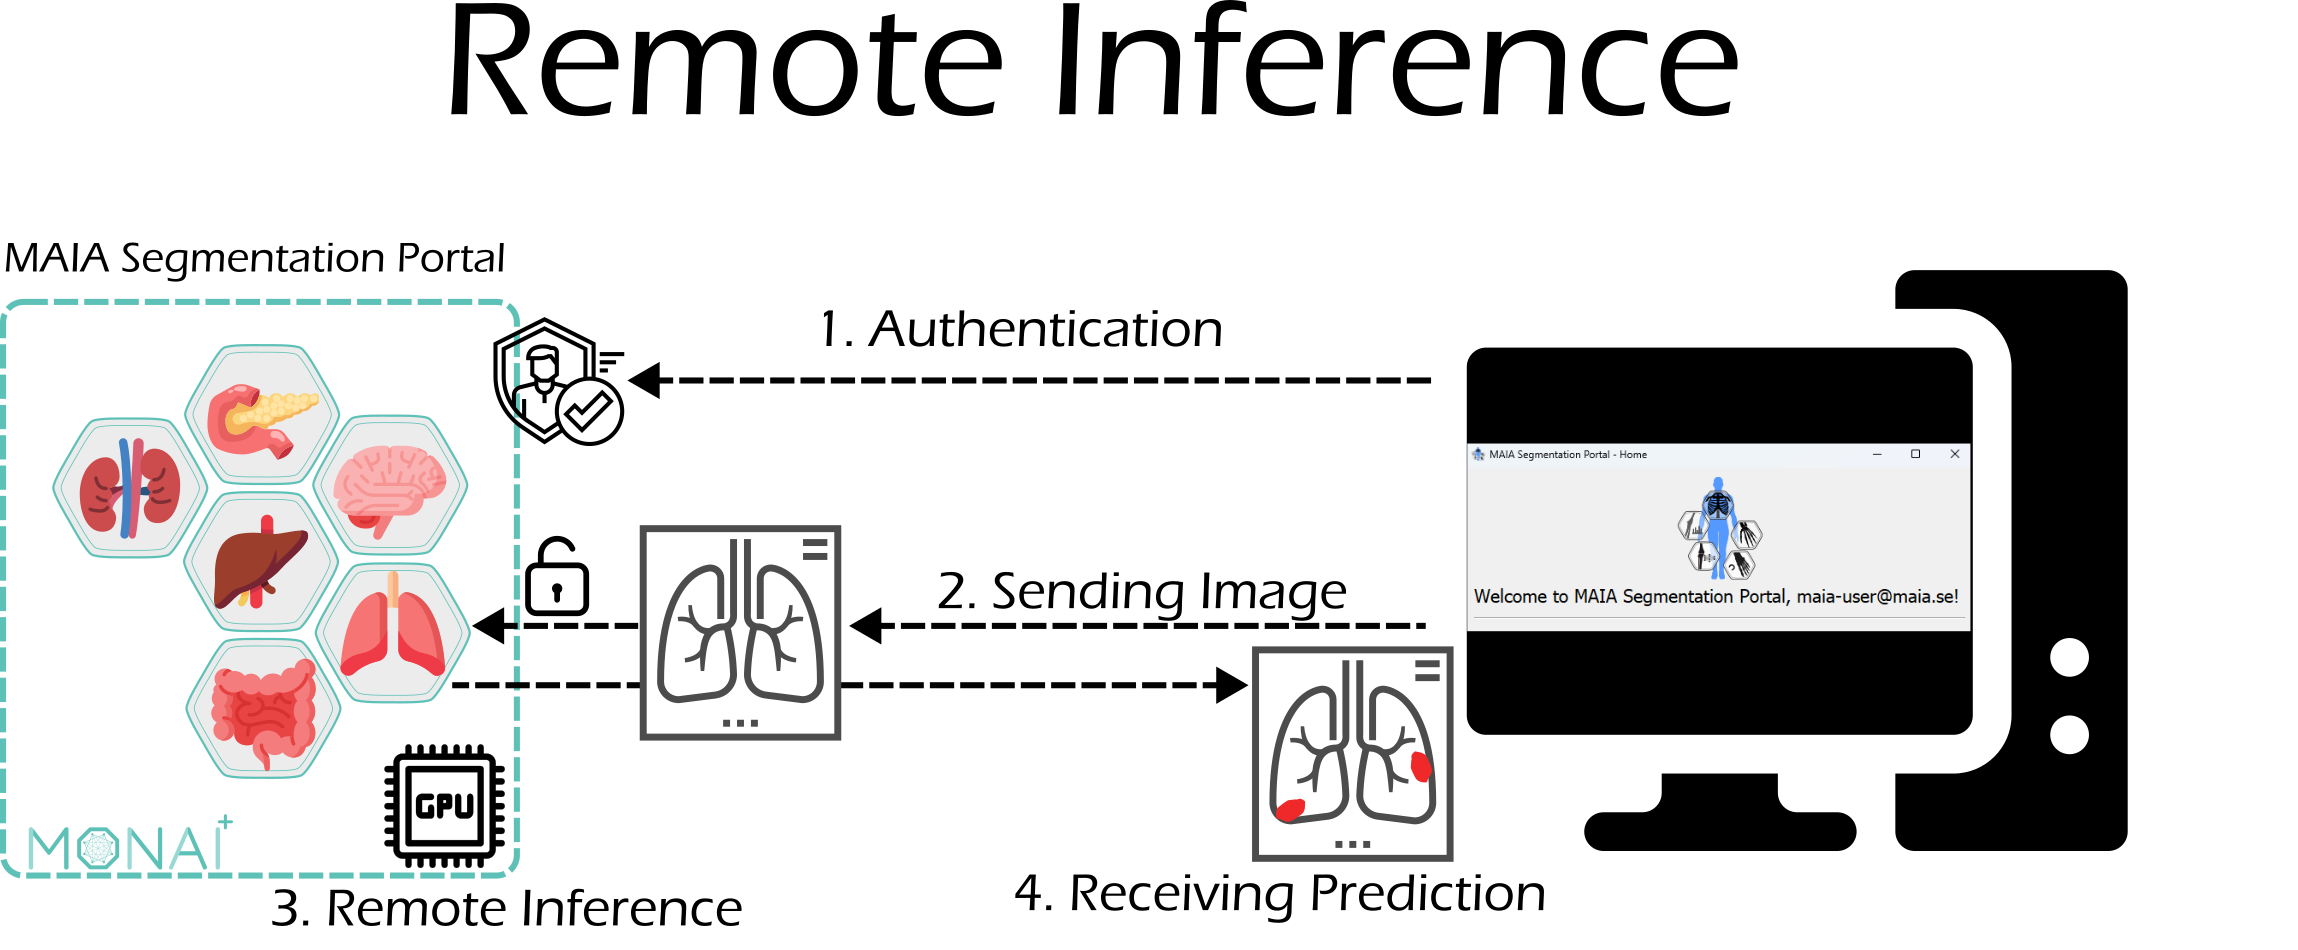 Remote Inference
MAIA Segmentation Portal
1. Authentication
MAIA Segmentation Portal - Home
2. Sending Image
Welcome to MAIA Segmentation Portal, maia-user@maia.se!
GPU
MONAI+
3. Remote Inference
4. Receiving Prediction